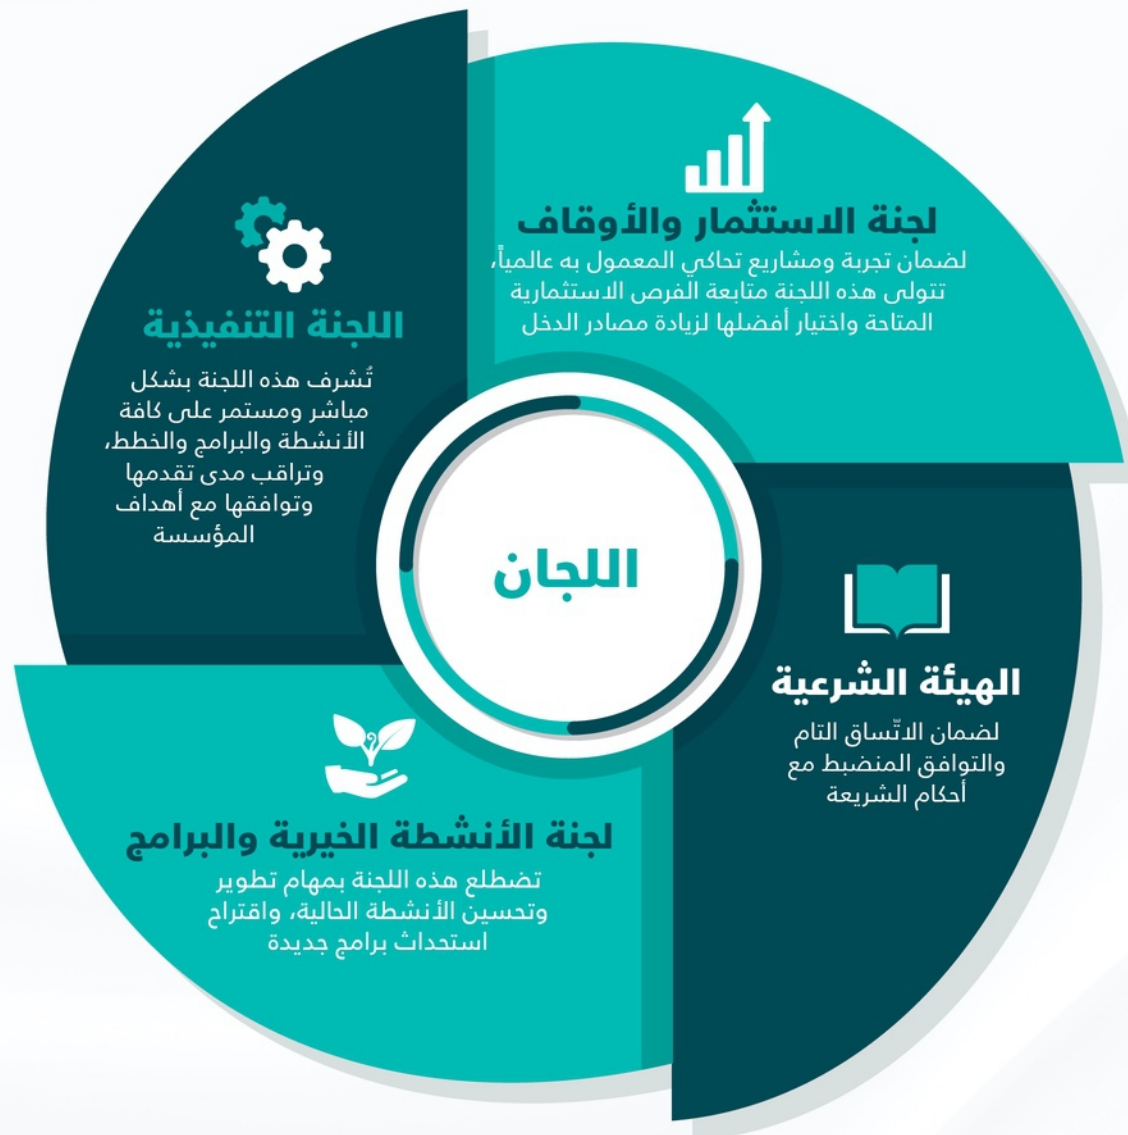 اللجان
لجنة الاستثمار والأوقاف
لضمان تجربة ومشاريع تحاكي المعمول به عالمياً،
تتولى هذه اللجنة متابعة الفرص الاستثمارية
المتاحة واختيار أفضلها لزيادة مصادر الدخل
الهيئة الشرعية
لضمان الاتّساق التام
والتوافق المنضبط مع
أحكام الشريعة
لجنة الأنشطة الخيرية والبرامج
تضطلع هذه اللجنة بمهام تطوير
وتحسين الأنشطة الحالية، واقتراح
استحداث برامج جديدة
اللجنة التنفيذية
تُشرف هذه اللجنة بشكل
مباشر ومستمر على كافة
الأنشطة والبرامج والخطط،
وتراقب مدى تقدمها
وتوافقها مع أهداف
المؤسسة